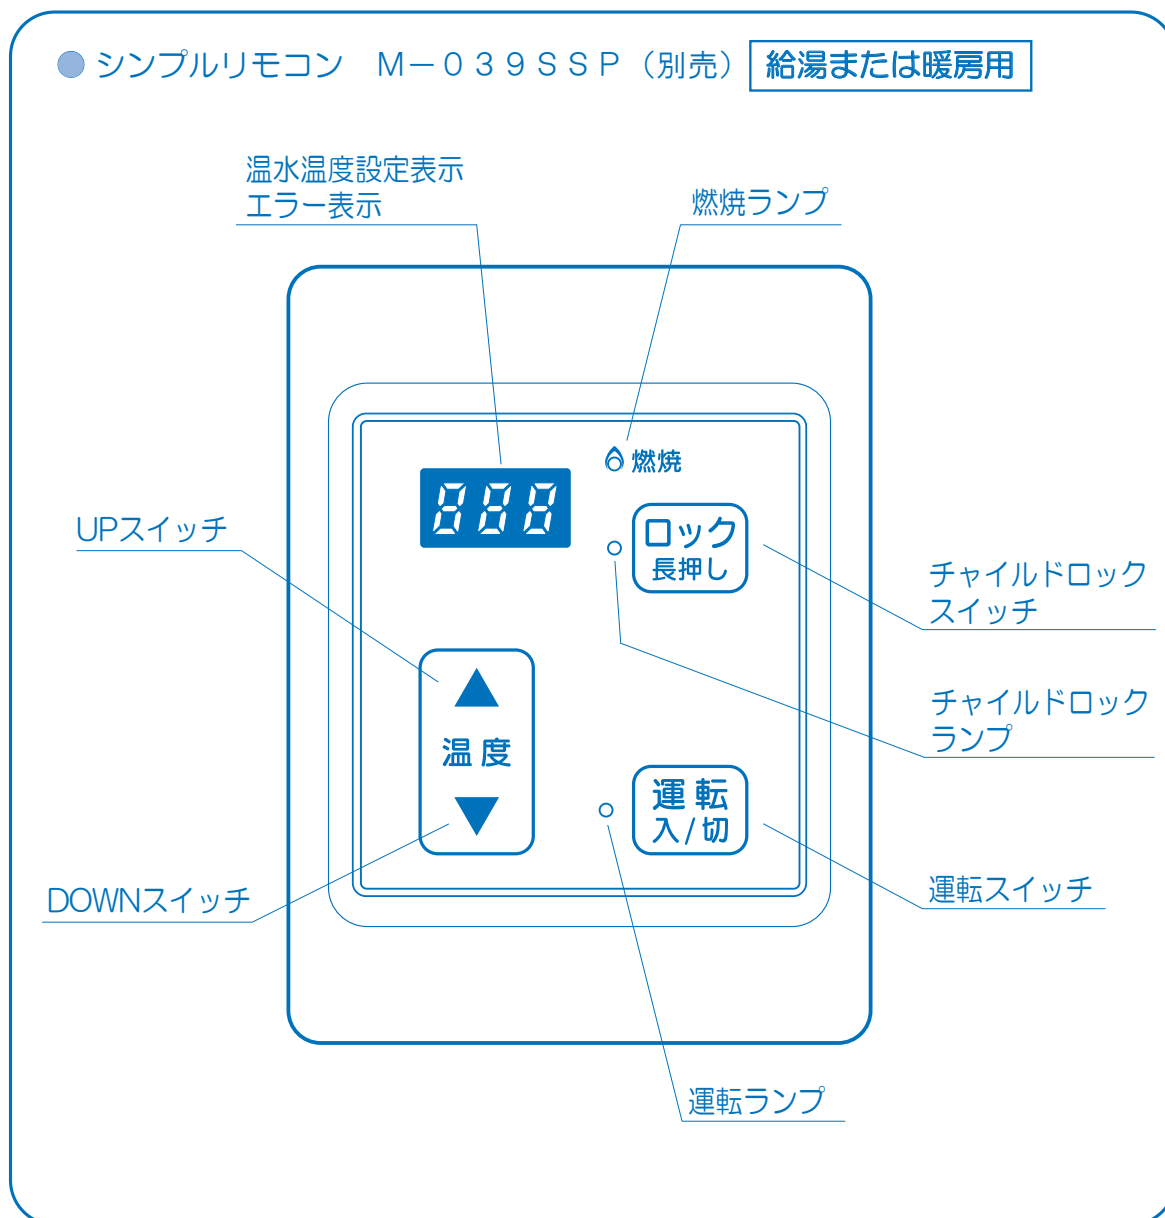 シンプルリモコン　M－０３９ＳＳＰ（別売） 給湯または暖房用
温水温度設定表示
エラー表示
燃焼ランプ
燃焼
888
UPスイッチ
ロック
長押し
チャイルドロック
スイッチ
チャイルドロック
ランプ
温度
運転
入/切
DOWNスイッチ
運転スイッチ
運転ランプ